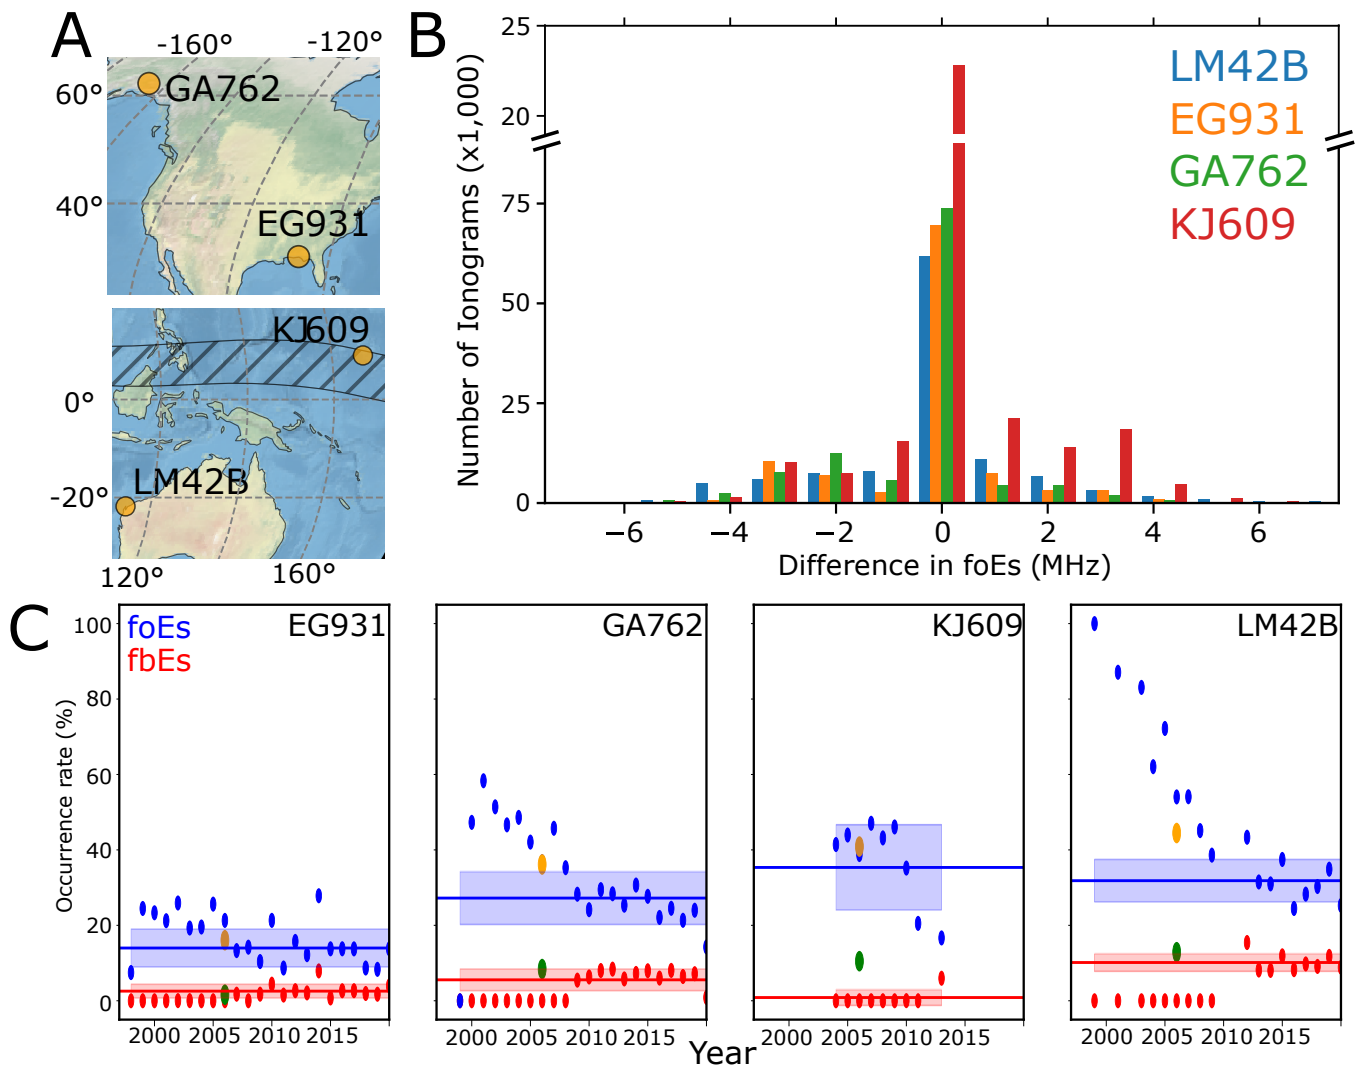 A
-160°
-120°
60°
GA762
40°
EG931
KJ609
0°
LM42B
-20°
120°
160°
B
25
20
75
50
25
0
Number of Ionograms (x1,000)
LM42B
EG931
GA762
KJ609
−6
−4
−2
0
2
4
6
Difference in foEs (MHz)
C
100
80
60
40
20
0
Occurrence rate (%)
foEs
fbEs
EG931
GA762
KJ609
LM42B
2000 2005 2010 2015
2000 2005 2010 2015
2000 2005 2010 2015
2000 2005 2010 2015
Year